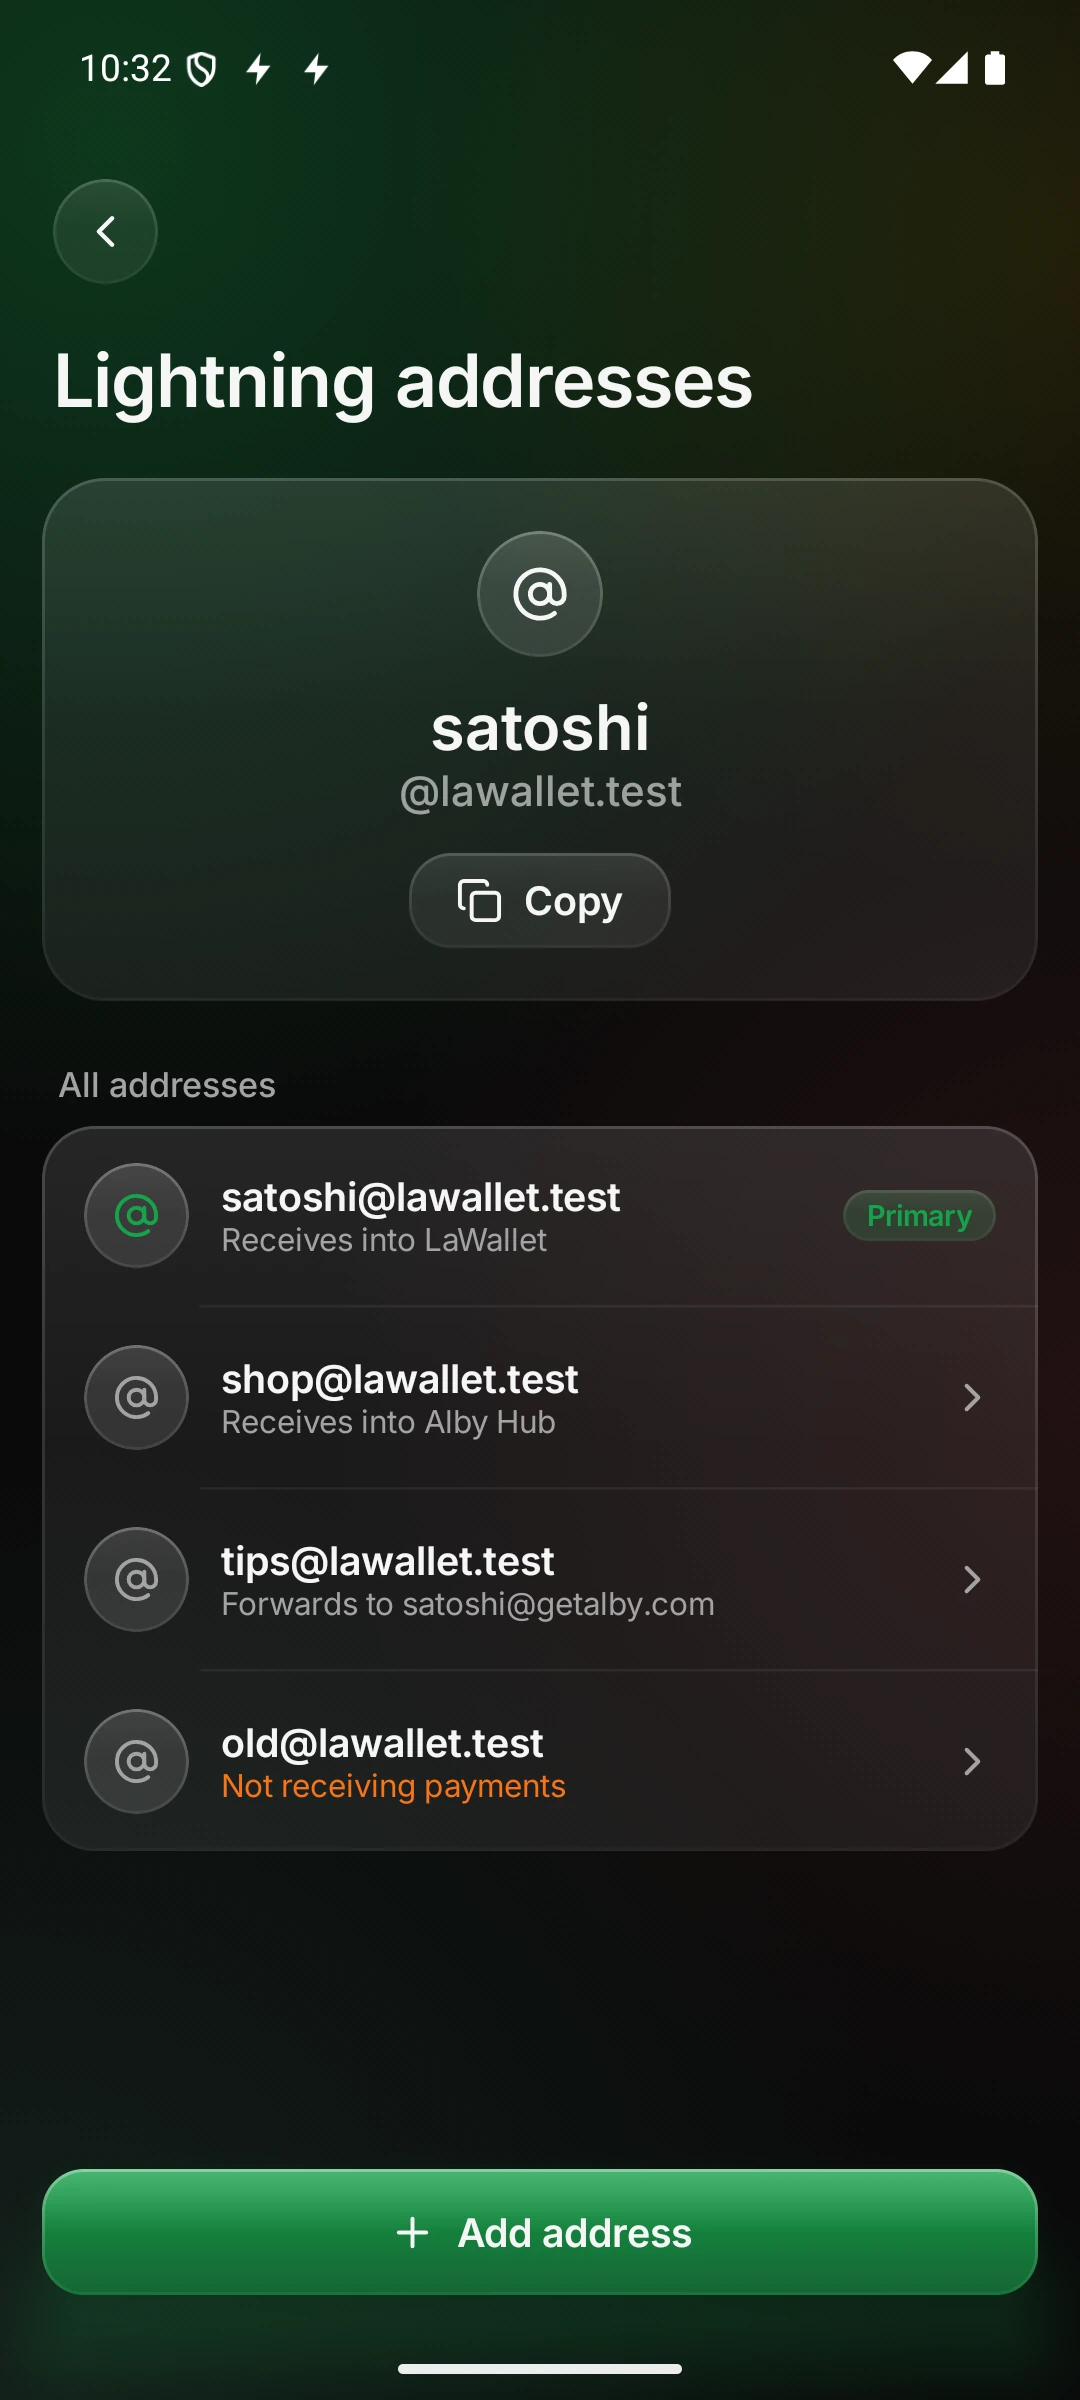 10:32
Lightning addresses
satoshi
@lawallet.test
Copy
All addresses
satoshi@lawallet.test
Receives into LaWallet
Primary
shop@lawallet.test
Receives into Alby Hub
tips@lawallet.test
Forwards to satoshi@getalby.com
old@lawallet.test
Not receiving payments
Add address